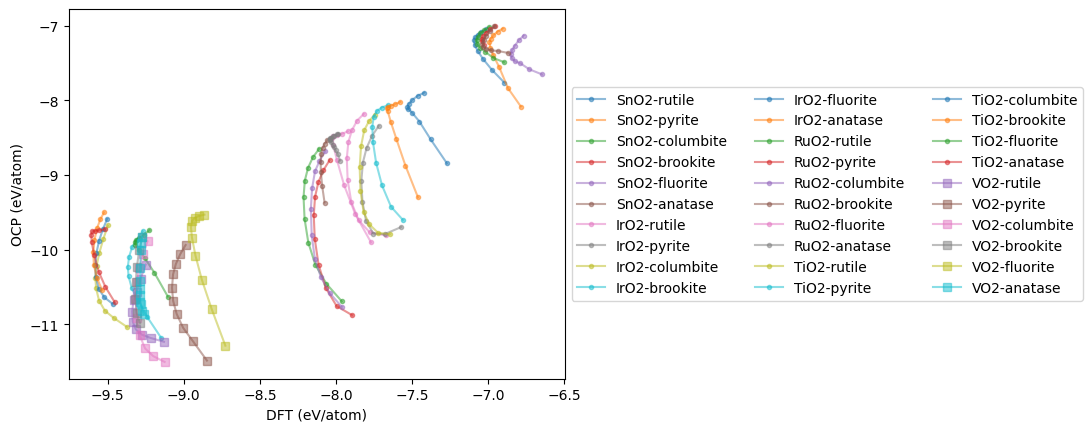 −7
−8
−9
−10
−11
OCP (eV/atom)
−9.5 −9.0 −8.5 −8.0 −7.5 −7.0 −6.5
DFT (eV/atom)
SnO2-rutile IrO2-fluorite TiO2-columbite
SnO2-pyrite IrO2-anatase TiO2-brookite
SnO2-columbite RuO2-rutile TiO2-fluorite
SnO2-brookite RuO2-pyrite TiO2-anatase
SnO2-fluorite RuO2-columbite VO2-rutile
SnO2-anatase RuO2-brookite VO2-pyrite
IrO2-rutile RuO2-fluorite VO2-columbite
IrO2-pyrite RuO2-anatase VO2-brookite
IrO2-columbite TiO2-rutile VO2-fluorite
IrO2-brookite TiO2-pyrite VO2-anatase